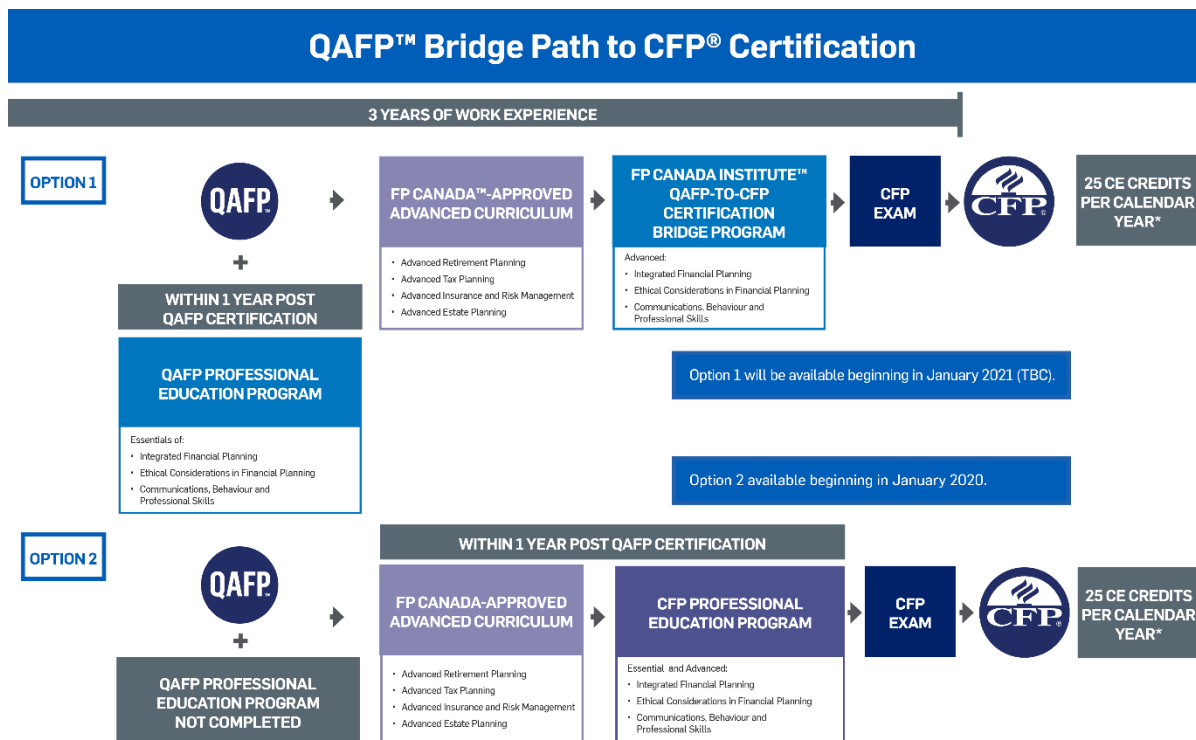 QAFP™ Bridge Path to CFP® Certification
3 YEARS OF WORK EXPERIENCE
OPTION 1
QAFP™
+
WITHIN 1 YEAR POST
QAFP CERTIFICATION
QAFP PROFESSIONAL
EDUCATION PROGRAM
Essentials of:
• Integrated Financial Planning
• Ethical Considerations in Financial Planning
• Communications, Behaviour and
Professional Skills
FP CANADA™-APPROVED
ADVANCED CURRICULUM
• Advanced Retirement Planning
• Advanced Tax Planning
• Advanced Insurance and Risk Management
• Advanced Estate Planning
FP CANADA INSTITUTE™
QAFP-TO-CFP
CERTIFICATION
BRIDGE PROGRAM
Advanced:
• Integrated Financial Planning
• Ethical Considerations in Financial Planning
• Communications, Behaviour and
Professional Skills
CFP
EXAM
CFP®
25 CE CREDITS
PER CALENDAR
YEAR*
Option 1 will be available beginning in January 2021 (TBC).
Option 2 available beginning in January 2020.
OPTION 2
QAFP™
+
QAFP PROFESSIONAL
EDUCATION PROGRAM
NOT COMPLETED
WITHIN 1 YEAR POST QAFP CERTIFICATION
FP CANADA-APPROVED
ADVANCED CURRICULUM
• Advanced Retirement Planning
• Advanced Tax Planning
• Advanced Insurance and Risk Management
• Advanced Estate Planning
CFP PROFESSIONAL
EDUCATION PROGRAM
Essential and Advanced:
• Integrated Financial Planning
• Ethical Considerations in Financial Planning
• Communications, Behaviour and
Professional Skills
CFP
EXAM
CFP®
25 CE CREDITS
PER CALENDAR
YEAR*